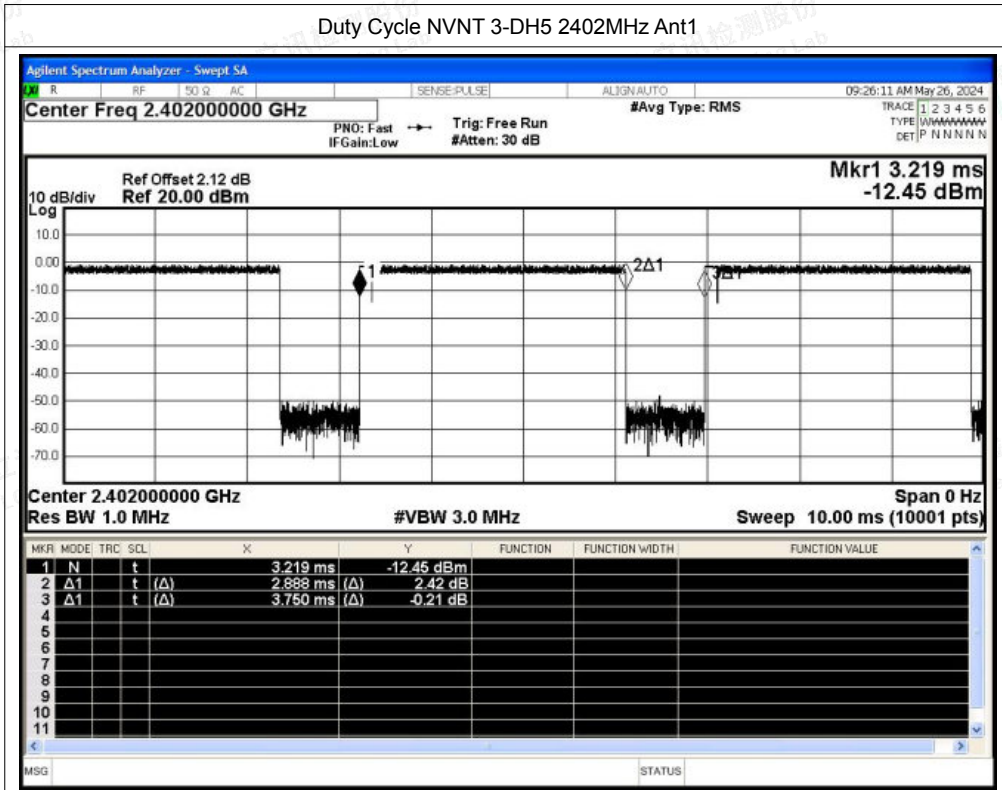 Duty Cycle NVNT 3-DH5 2402MHz Ant1
Agilent Spectrum Analyzer - Swept SA
LXI R RF 50 Ω AC SENSE:PULSE ALIGN AUTO 09:26:11 AM May 26, 2024
Center Freq 2.402000000 GHz #Avg Type: RMS TRACE 1 2 3 4 5 6
PNO: Fast Trig: Free Run TYPE WWWWWW
IFGain:Low #Atten: 30 dB DET P N N N N N
Mkr1 3.219 ms
-12.45 dBm
Ref Offset 2.12 dB
10 dB/div Ref 20.00 dBm
Log
10.0
0.00
-10.0
-20.0
-30.0
-40.0
-50.0
-60.0
-70.0
1 2Δ1 3Δ1
Center 2.402000000 GHz Span 0 Hz
Res BW 1.0 MHz #VBW 3.0 MHz Sweep 10.00 ms (10001 pts)
MKR MODE TRC SCL X Y FUNCTION FUNCTION WIDTH FUNCTION VALUE
1 N t 3.219 ms -12.45 dBm
2 Δ1 t (Δ) 2.888 ms (Δ) 2.42 dB
3 Δ1 t (Δ) 3.750 ms (Δ) -0.21 dB
4
5
6
7
8
9
10
11
MSG STATUS